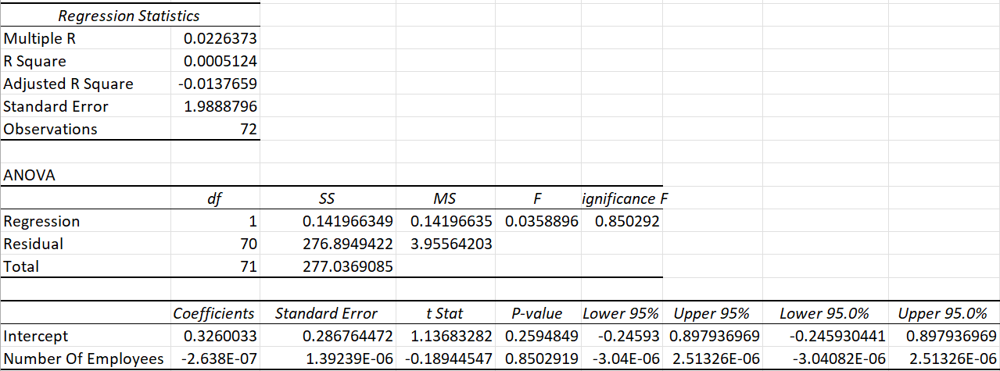 Regression Statistics
Multiple R 0.0226373
R Square 0.0005124
Adjusted R Square -0.0137659
Standard Error 1.9888796
Observations 72
ANOVA
df SS MS F ignificance F
Regression 1 0.141966349 0.14196635 0.0358896 0.850292
Residual 70 276.8949422 3.95564203
Total 71 277.0369085
Coefficients Standard Error t Stat P-value Lower 95% Upper 95% Lower 95.0% Upper 95.0%
Intercept 0.3260033 0.286764472 1.13683282 0.2594849 -0.24593 0.897936969 -0.245930441 0.897936969
Number Of Employees -2.638E-07 1.39239E-06 -0.18944547 0.8502919 -3.04E-06 2.51326E-06 -3.04082E-06 2.51326E-06